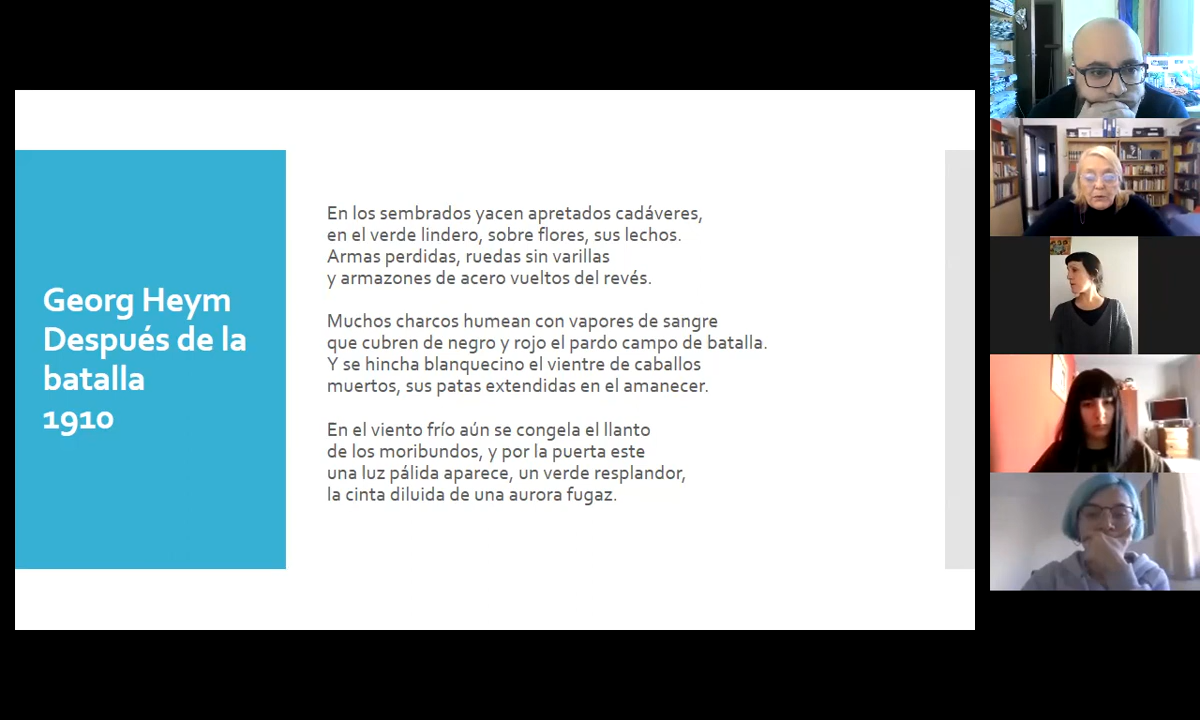 Georg Heym
Después de la
batalla
1910
En los sembrados yacen apretados cadáveres,
en el verde lindero, sobre flores, sus lechos.
Armas perdidas, ruedas sin varillas
y armazones de acero vueltos del revés.
Muchos charcos humean con vapores de sangre
que cubren de negro y rojo el pardo campo de batalla.
Y se hincha blanquecino el vientre de caballos
muertos, sus patas extendidas en el amanecer.
En el viento frío aún se congela el llanto
de los moribundos, y por la puerta este
una luz pálida aparece, un verde resplandor,
la cinta diluida de una aurora fugaz.